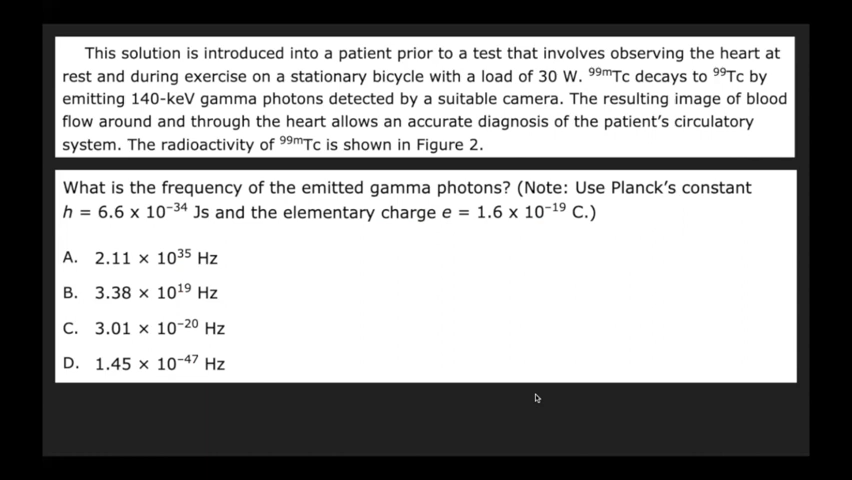 This solution is introduced into a patient prior to a test that involves observing the heart at
rest and during exercise on a stationary bicycle with a load of 30 W. ⁹⁹ᵐTc decays to ⁹⁹Tc by
emitting 140-keV gamma photons detected by a suitable camera. The resulting image of blood
flow around and through the heart allows an accurate diagnosis of the patient’s circulatory
system. The radioactivity of ⁹⁹ᵐTc is shown in Figure 2.
What is the frequency of the emitted gamma photons? (Note: Use Planck’s constant
h = 6.6 x 10⁻³⁴ Js and the elementary charge e = 1.6 x 10⁻¹⁹ C.)
A. 2.11 × 10³⁵ Hz
B. 3.38 × 10¹⁹ Hz
C. 3.01 × 10⁻²⁰ Hz
D. 1.45 × 10⁻⁴⁷ Hz